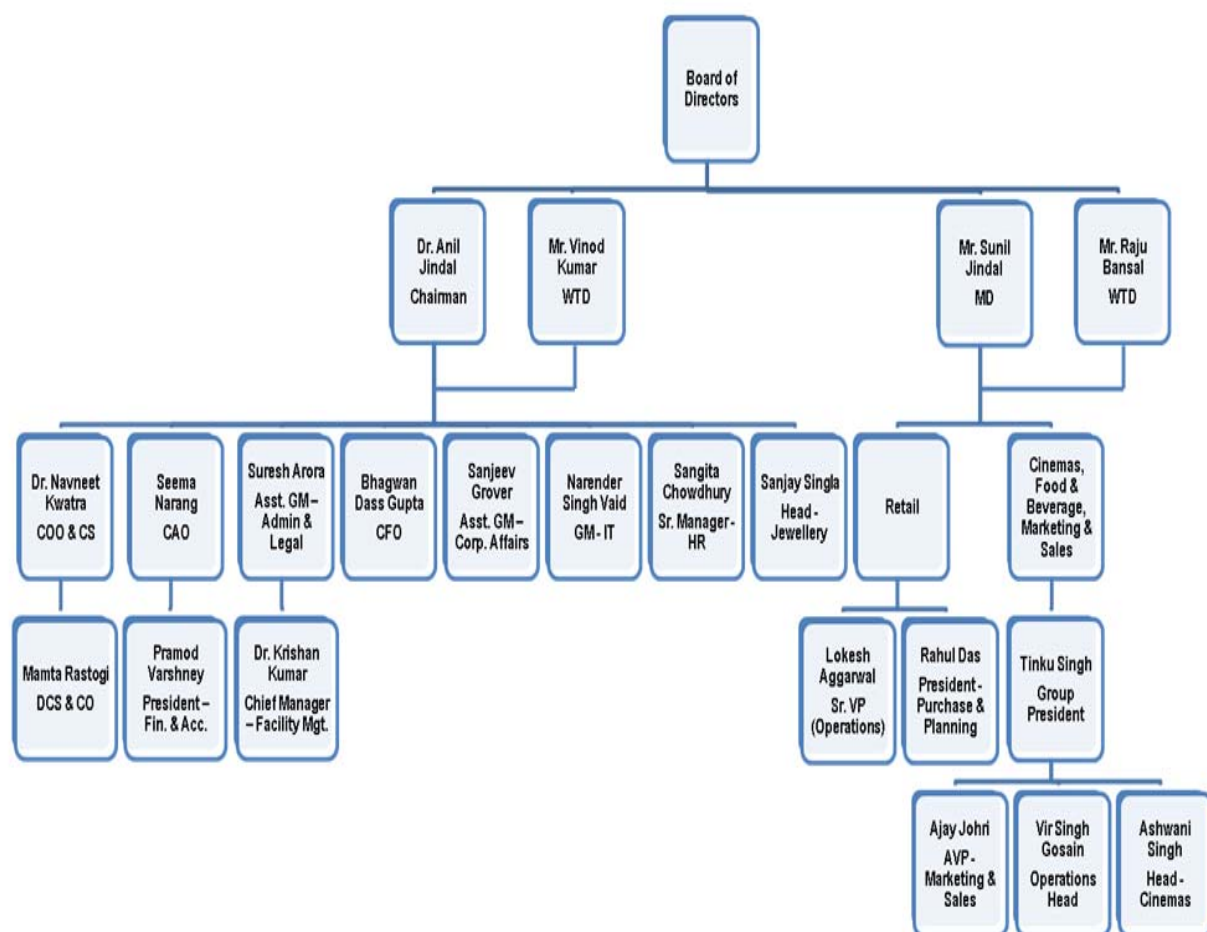 Board of
Directors
Dr. Anil
Jindal
Chairman
Mr. Vinod
Kumar
WTD
Mr. Sunil
Jindal
MD
Mr. Raju
Bansal
WTD
Dr. Navneet
Kwatra
COO & CS
Seema
Narang
CAO
Suresh Arora
Asst. GM –
Admin &
Legal
Bhagwan
Dass Gupta
CFO
Sanjeev
Grover
Asst. GM –
Corp. Affairs
Narender
Singh Vaid
GM - IT
Sangita
Chowdhury
Sr. Manager -
HR
Sanjay Singla
Head -
Jewellery
Retail
Cinemas,
Food &
Beverage,
Marketing &
Sales
Mamta Rastogi
DCS & CO
Pramod
Varshney
President –
Fin. & Acc.
Dr. Krishan
Kumar
Chief Manager
– Facility Mgt.
Lokesh
Aggarwal
Sr. VP
(Operations)
Rahul Das
President -
Purchase &
Planning
Tinku Singh
Group
President
Ajay Johri
AVP -
Marketing &
Sales
Vir Singh
Gosain
Operations
Head
Ashwani
Singh
Head -
Cinemas